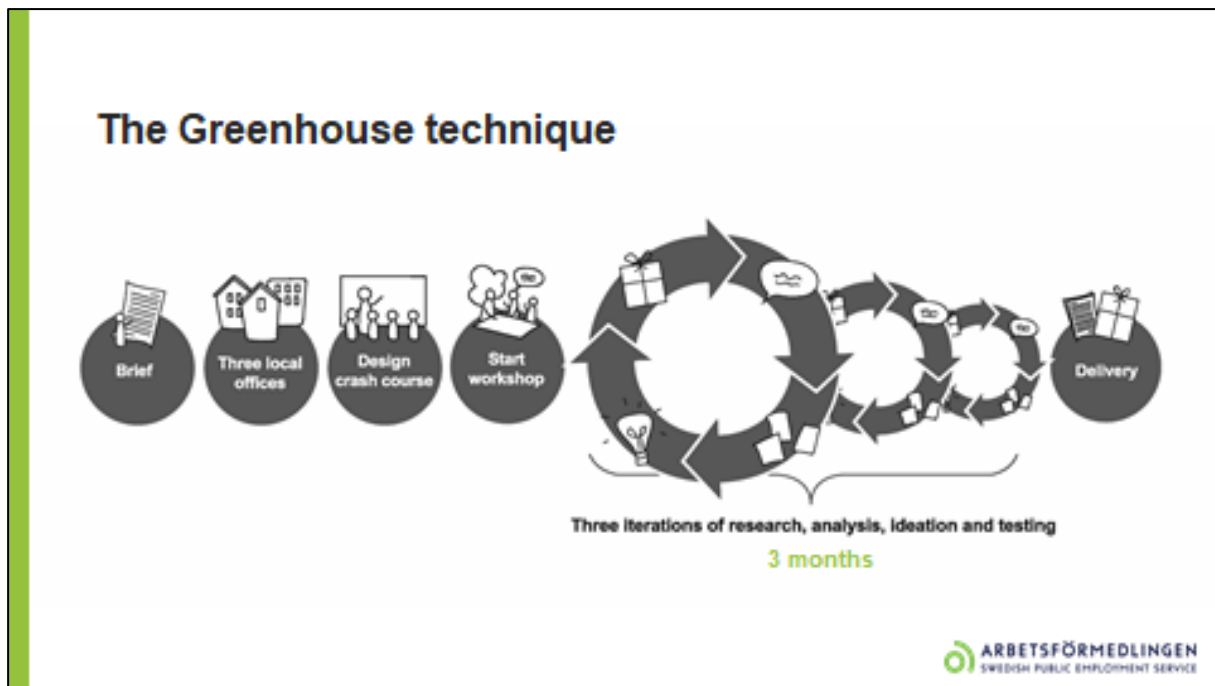 The Greenhouse technique
Brief
Three local
offices
Design
crash course
Start
workshop
Delivery
Three iterations of research, analysis, ideation and testing
3 months
ARBETSFÖRMEDLINGEN
SWEDISH PUBLIC EMPLOYMENT SERVICE